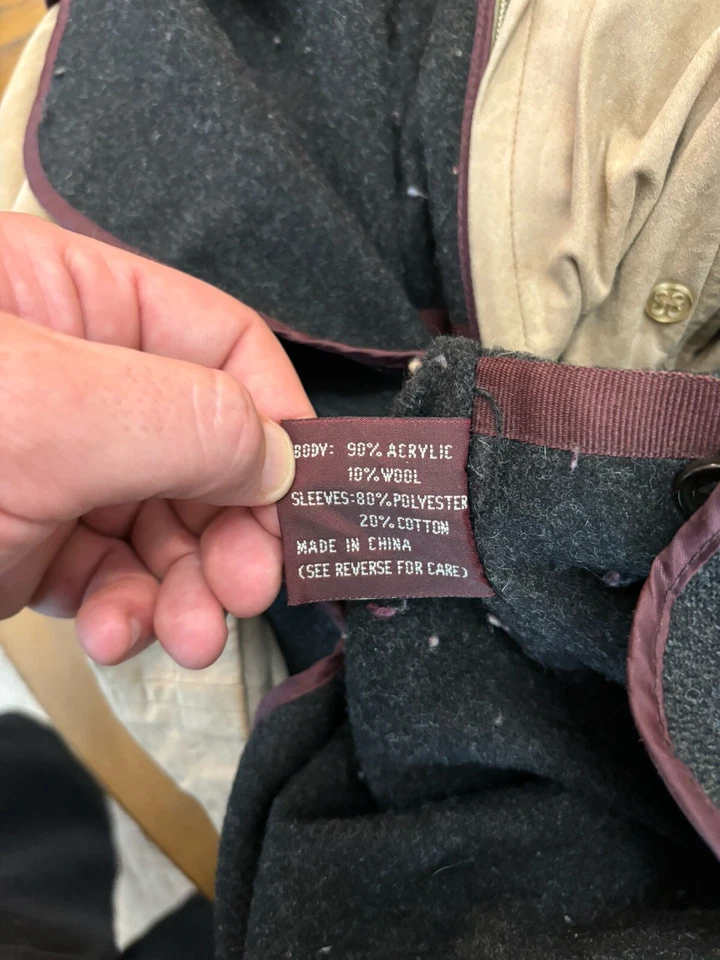 BODY: 90% ACRYLIC
10% WOOL
SLEEVES:80%POLYESTER
20%COTTON
MADE IN CHINA
(SEE REVERSE FOR CARE)